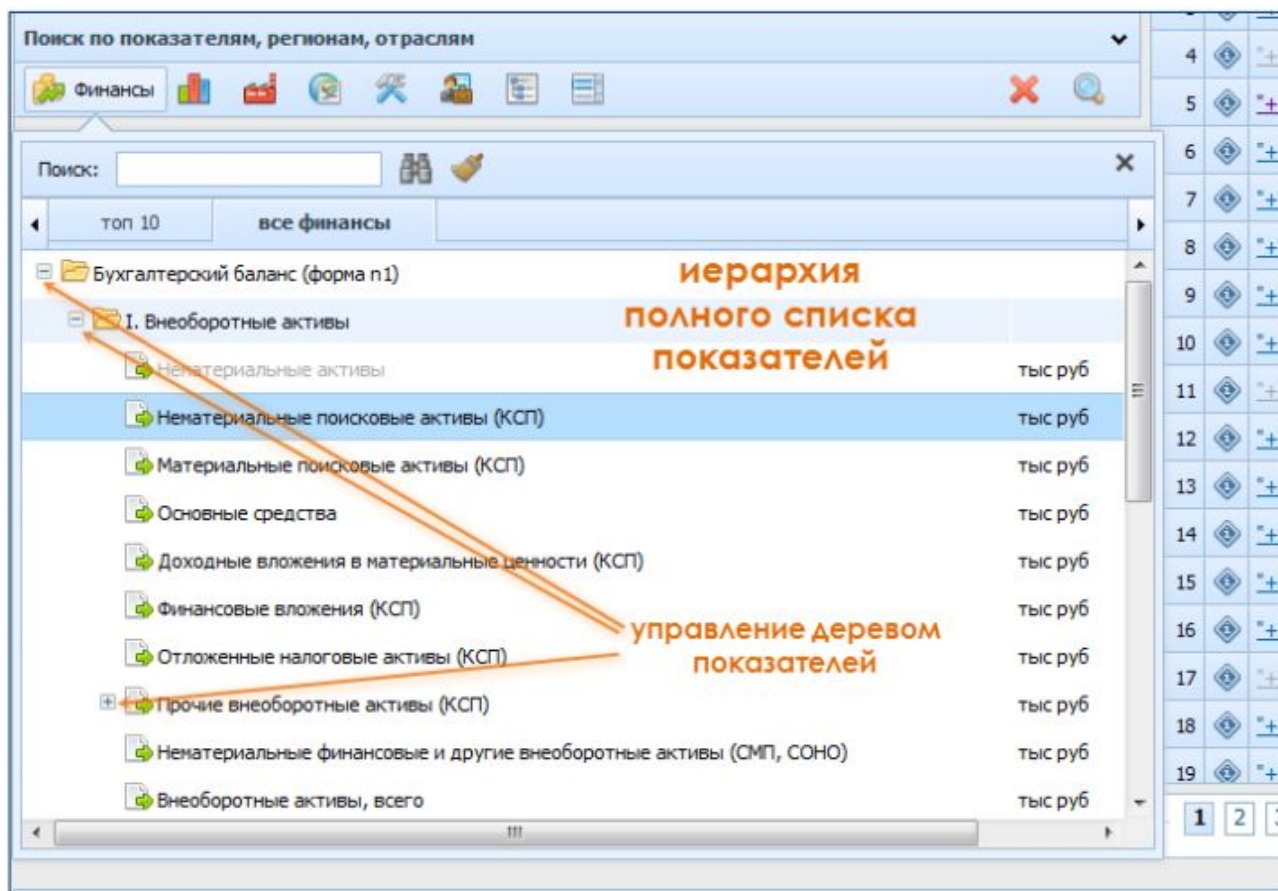 Поиск по показателям, регионам, отраслям
Финансы
Поиск:
топ 10 все финансы
Бухгалтерский баланс (форма n1)
I. Внеоборотные активы
иерархия
полного списка
показателей
Нематериальные активы тыс руб
Нематериальные поисковые активы (КСП) тыс руб
Материальные поисковые активы (КСП) тыс руб
Основные средства тыс руб
Доходные вложения в материальные ценности (КСП) тыс руб
Финансовые вложения (КСП) тыс руб
управление деревом
показателей
Отложенные налоговые активы (КСП) тыс руб
Прочие внеоборотные активы (КСП) тыс руб
Нематериальные финансовые и другие внеоборотные активы (СМП, СОНО) тыс руб
Внеоборотные активы, всего тыс руб
4 "+
5 "+
6 "+
7 "+
8 "+
9 "+
10 "+
11 "+
12 "+
13 "+
14 "+
15 "+
16 "+
17 "+
18 "+
19 "+
1 2